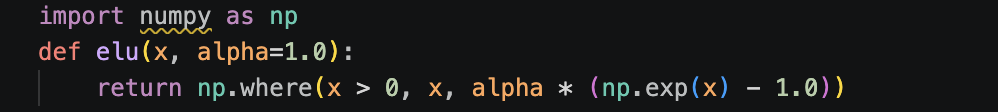 import numpy as np
def elu(x, alpha=1.0):
    return np.where(x > 0, x, alpha * (np.exp(x) - 1.0))